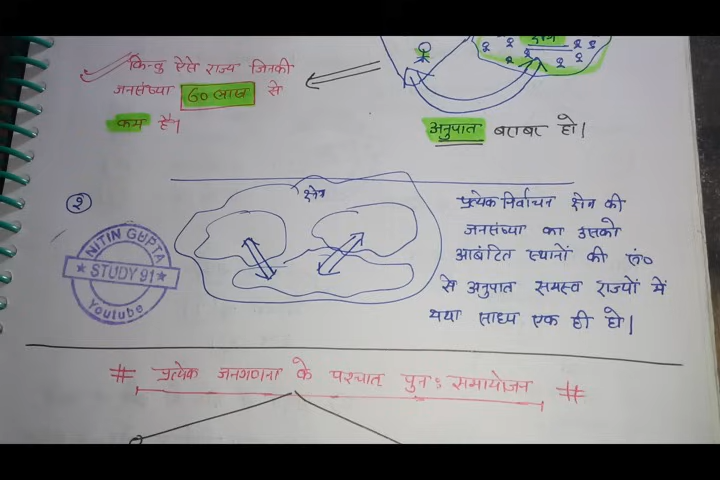 क्षेत्र
किन्तु ऐसे राज्य जिनकी
जनसंख्या 60 लाख से
कम है।
अनुपात बराबर हो।
२
क्षेत्र
प्रत्येक निर्वाचन क्षेत्र की
जनसंख्या का उसको
आबंटित स्थानों की सं०
से अनुपात समस्त राज्यों में
यथा साध्य एक ही हो।
NITIN GUPTA
STUDY 91
Youtube
# प्रत्येक जनगणना के पश्चात् पुनः समायोजन #